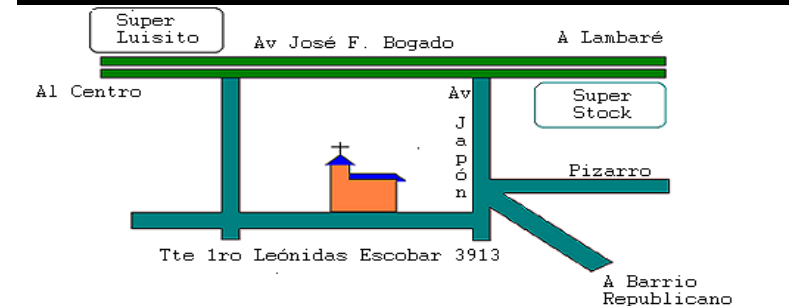 Super
Luisito
Av José F. Bogado
A Lambaré
Al Centro
Av
Japón
Super
Stock
Pizarro
Tte 1ro Leónidas Escobar 3913
A Barrio
Republicano